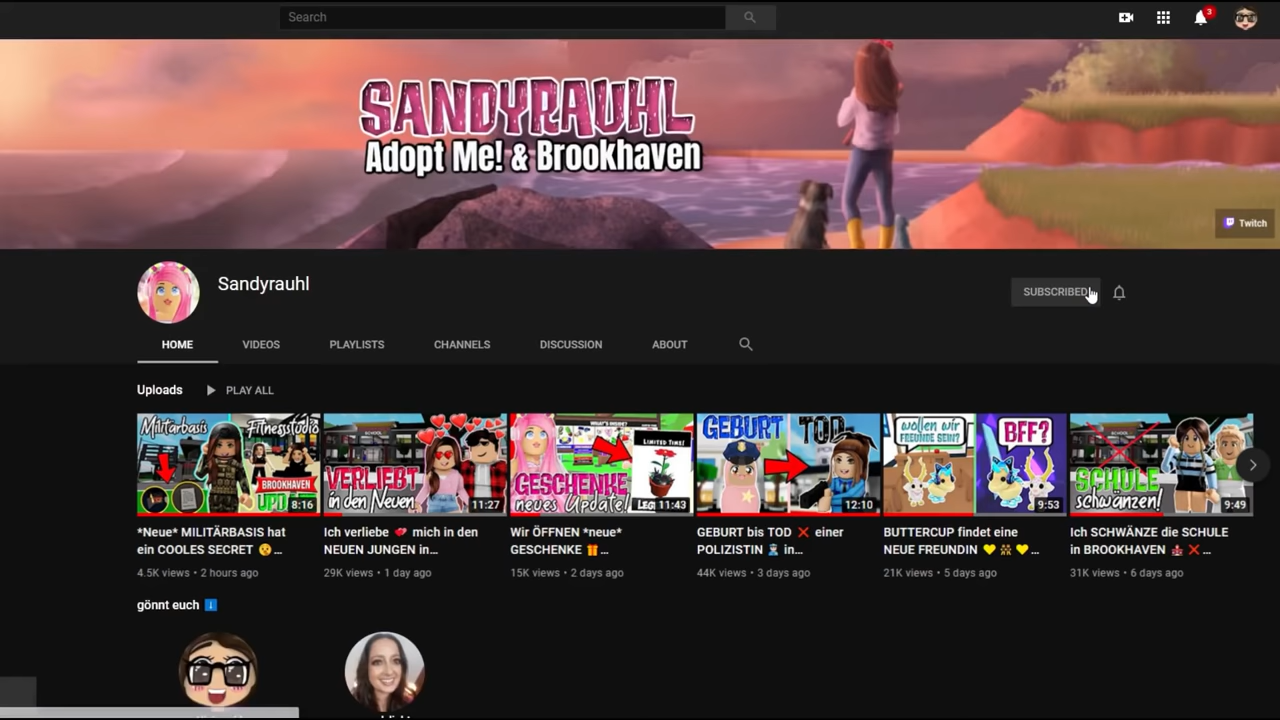 Search
3
SANDYRAUHL
Adopt Me! & Brookhaven
Twitch
Sandyrauhl
SUBSCRIBED
HOME VIDEOS PLAYLISTS CHANNELS DISCUSSION ABOUT
Uploads PLAY ALL
Militärbasis Fitnessstudio
BROOKHAVEN
8:16
SCHOOL
VERLIEBT
in den Neuen
11:27
WHAT'S INSIDE?
LIMITED TIME!
GESCHENKE
neues Update!
11:43
GEBURT TOD
12:10
wollen wir
FREUNDE SEIN?
BFF?
9:53
SCHOOL
SCHULE
schwänzen!
9:49
*Neue* MILITÄRBASIS hat
ein COOLES SECRET 😯...
4.5K views • 2 hours ago
Ich verliebe 💝 mich in den
NEUEN JUNGEN in...
29K views • 1 day ago
Wir ÖFFNEN *neue*
GESCHENKE 🎁...
15K views • 2 days ago
GEBURT bis TOD ❌ einer
POLIZISTIN 👮 in...
44K views • 3 days ago
BUTTERCUP findet eine
NEUE FREUNDIN 💛 👯 💛...
21K views • 5 days ago
Ich SCHWÄNZE die SCHULE
in BROOKHAVEN 🏫 ❌...
31K views • 6 days ago
gönnt euch ⬇️